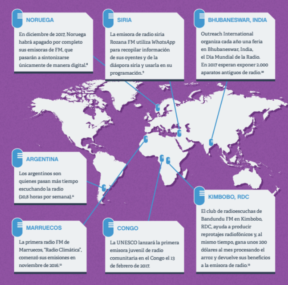 NORUEGA
En diciembre de 2017, Noruega
habrá apagado por completo
sus emisoras de FM, que
pasarán a sintonizarse
únicamente de manera digital.
SIRIA
La emisora de radio siria
Rozana FM utiliza WhatsApp
para recopilar información
de sus oyentes y de la
diáspora siria y usarla en
su programación.
BHUBANESWAR, INDIA
Outreach International
organiza cada año una feria
en Bhubaneswar, India,
el Día Mundial de la Radio.
En 2017 esperan exponer 2.000
aparatos antiguos de radio.
ARGENTINA
Los argentinos son
quienes pasan más tiempo
escuchando la radio
horas por semana).
MARRUECOS
La primera radio FM de
Marruecos, "Radio Climática",
comenzó sus emisiones en
noviembre de 2016.
CONGO
La UNESCO lanzará la primera
emisora juvenil de radio
comunitaria en el Congo el 13
de febrero de 2017.
KIMBOBO, RDC
El club de radioescuchas de
Bandundu FM en Kimbobo,
RDC, ayuda a producir
reportajes radiofónicos y, al
mismo tiempo, gana unos 200
dólares al mes procesando el
arroz y devuelve sus beneficios
a la emisora de radio.